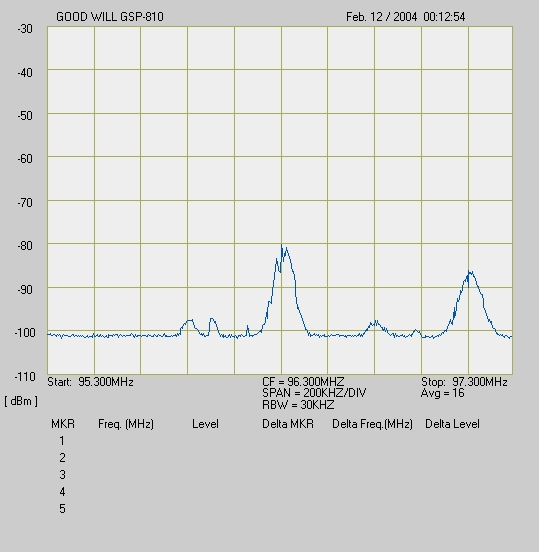 GOOD WILL GSP-810 Feb. 12 / 2004 00:12:54
-30
-40
-50
-60
-70
-80
-90
-100
-110
[ dBm ]
Start: 95.300MHz CF = 96.300MHZ Stop: 97.300MHz
SPAN = 200KHZ/DIV Avg = 16
RBW = 30KHZ
MKR Freq. (MHz) Level Delta MKR Delta Freq.(MHz) Delta Level
1
2
3
4
5